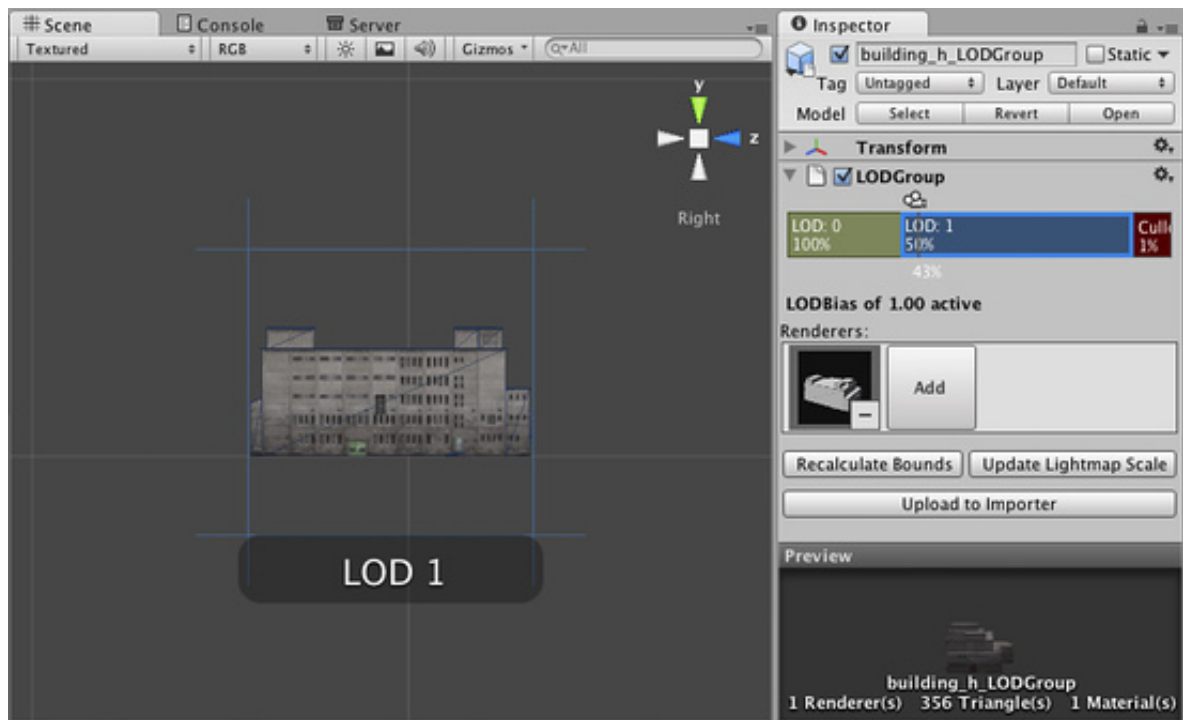 Scene
Console
Server
Textured
RGB
Gizmos
All
y
z
Right
LOD 1
Inspector
building_h_LODGroup
Static
Tag Untagged Layer Default
Model Select Revert Open
Transform
LODGroup
LOD: 0
100%
LOD: 1
50%
Culle
1%
43%
LODBias of 1.00 active
Renderers:
Add
Recalculate Bounds
Update Lightmap Scale
Upload to Importer
Preview
building_h_LODGroup
1 Renderer(s) 356 Triangle(s) 1 Material(s)